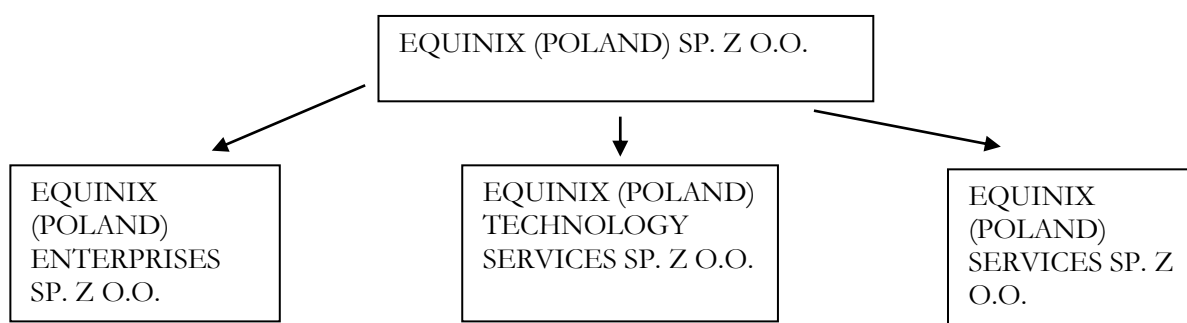 EQUINIX (POLAND) SP. Z O.O.
EQUINIX
(POLAND)
ENTERPRISES
SP. Z O.O.
EQUINIX (POLAND)
TECHNOLOGY
SERVICES SP. Z O.O.
EQUINIX
(POLAND)
SERVICES SP. Z
O.O.